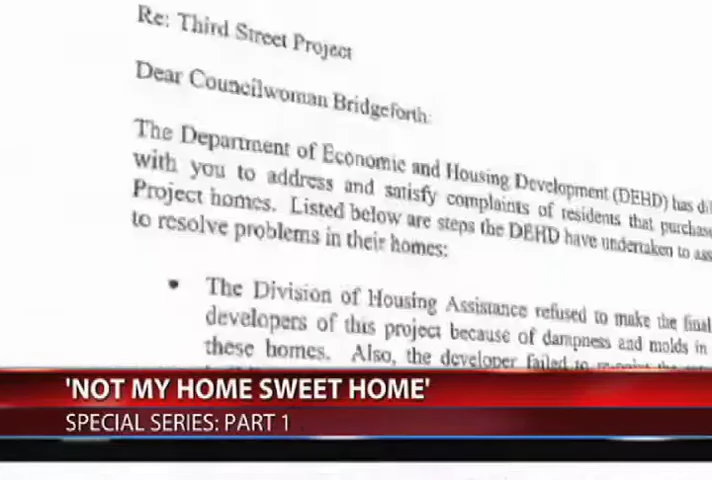 Re: Third Street Project
Dear Councilwoman Bridgeforth:
The Department of Economic and Housing Development (DEHD) has
with you to address and satisfy complaints of residents that
Project homes. Listed below are steps the DEHD have undertaken to
to resolve problems in their homes:
• The Division of Housing Assistance refused to make the final
developers of this project because of dampness and molds in
these homes. Also, the developer failed to
'NOT MY HOME SWEET HOME'
SPECIAL SERIES: PART 1